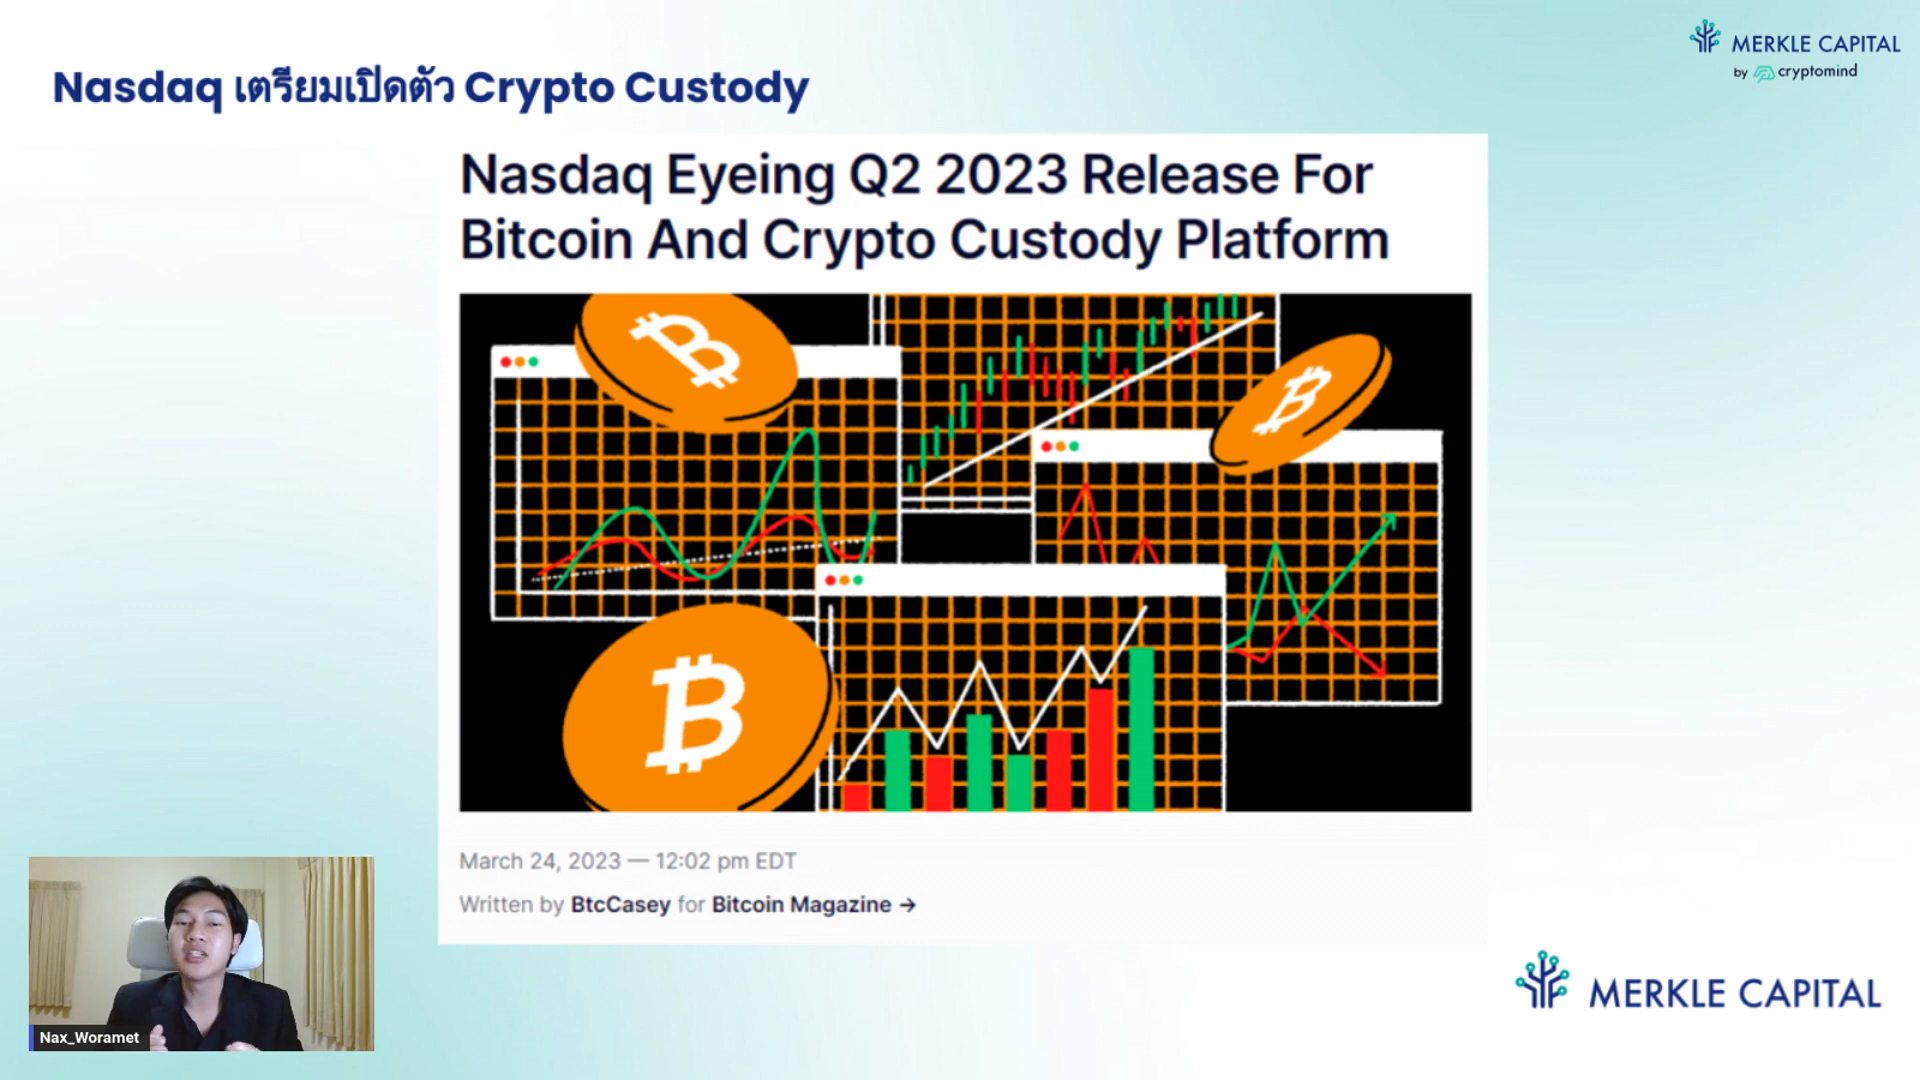 Nasdaq เตรียมเปิดตัว Crypto Custody
MERKLE CAPITAL
by cryptomind
Nasdaq Eyeing Q2 2023 Release For
Bitcoin And Crypto Custody Platform
March 24, 2023 — 12:02 pm EDT
Written by BtcCasey for Bitcoin Magazine →
Nax_Woramet
MERKLE CAPITAL